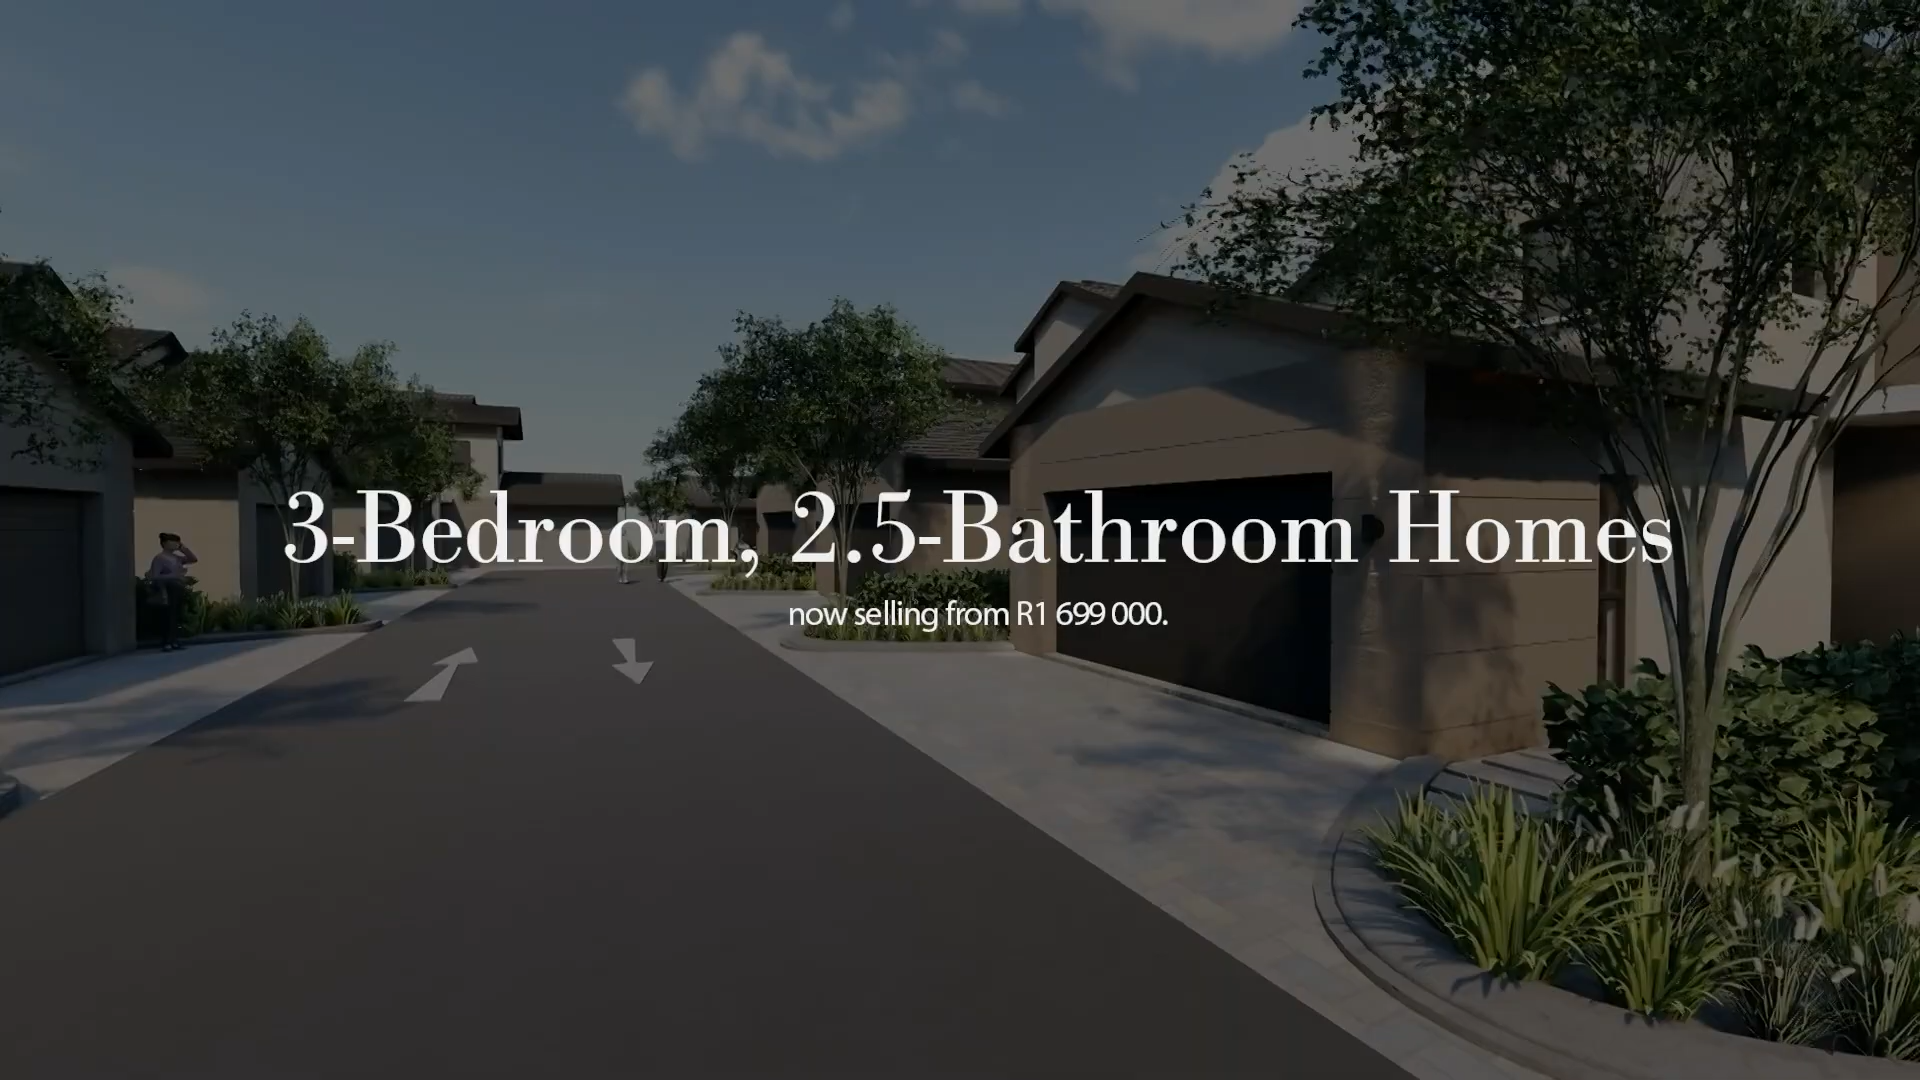 3-Bedroom, 2.5-Bathroom Homes
now selling from R1 699 000.